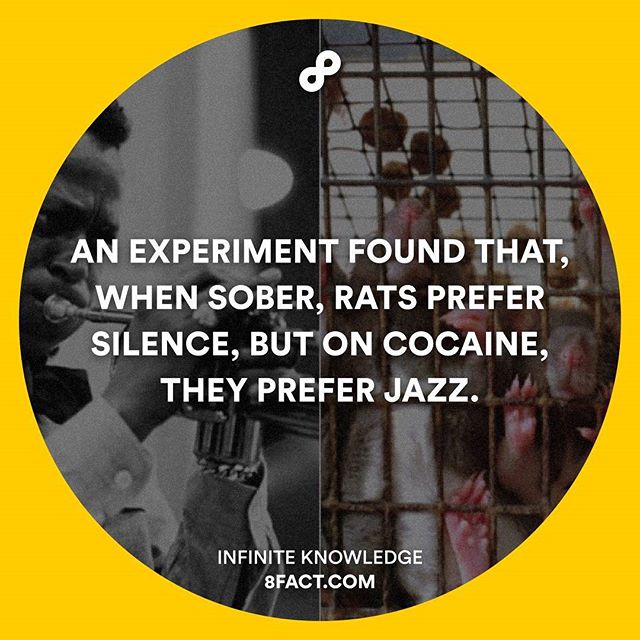 AN EXPERIMENT FOUND THAT,
WHEN SOBER, RATS PREFER
SILENCE, BUT ON COCAINE,
THEY PREFER JAZZ.
INFINITE KNOWLEDGE
8FACT.COM